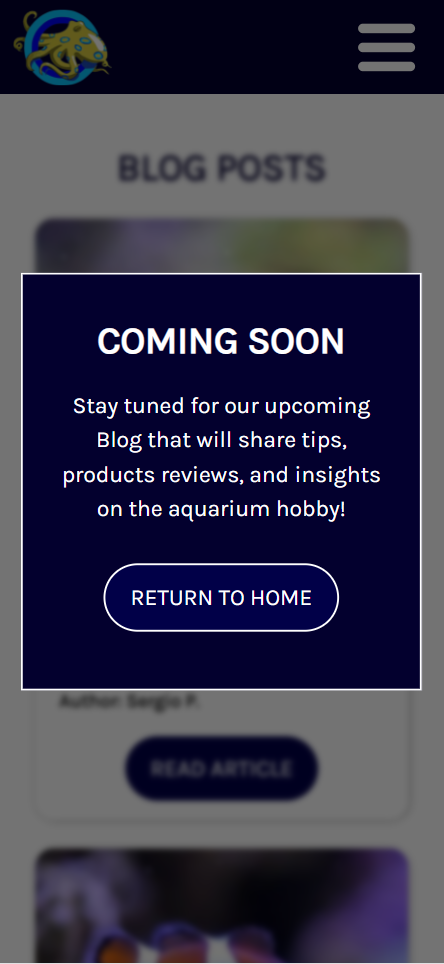 BLOG POSTS
COMING SOON
Stay tuned for our upcoming
Blog that will share tips,
products reviews, and insights
on the aquarium hobby!
RETURN TO HOME
Author: Sergio P.
READ ARTICLE